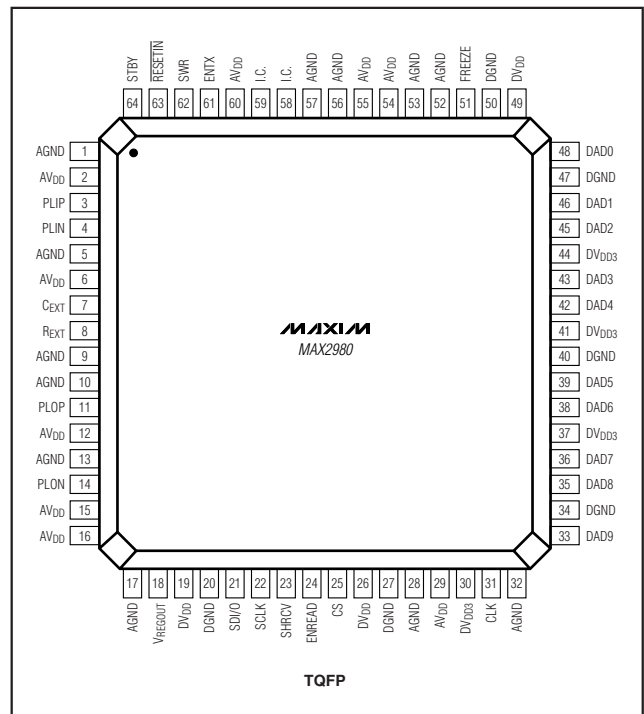 STBY
RESETIN
SWR
ENTX
AVDD
I.C.
I.C.
AGND
AGND
AVDD
AVDD
AGND
AGND
FREEZE
DGND
DVDD
64 63 62 61 60 59 58 57 56 55 54 53 52 51 50 49
AGND 1
AVDD 2
PLIP 3
PLIN 4
AGND 5
AVDD 6
CEXT 7
REXT 8
AGND 9
AGND 10
PLOP 11
AVDD 12
AGND 13
PLON 14
AVDD 15
AVDD 16
MAXIM
MAX2980
48 DAD0
47 DGND
46 DAD1
45 DAD2
44 DVDD3
43 DAD3
42 DAD4
41 DVDD3
40 DGND
39 DAD5
38 DAD6
37 DVDD3
36 DAD7
35 DAD8
34 DGND
33 DAD9
17 18 19 20 21 22 23 24 25 26 27 28 29 30 31 32
AGND
VREGOUT
DVDD
DGND
SDI/O
SCLK
SHRCV
ENREAD
CS
DVDD
DGND
AGND
AVDD
DVDD3
CLK
AGND
TQFP